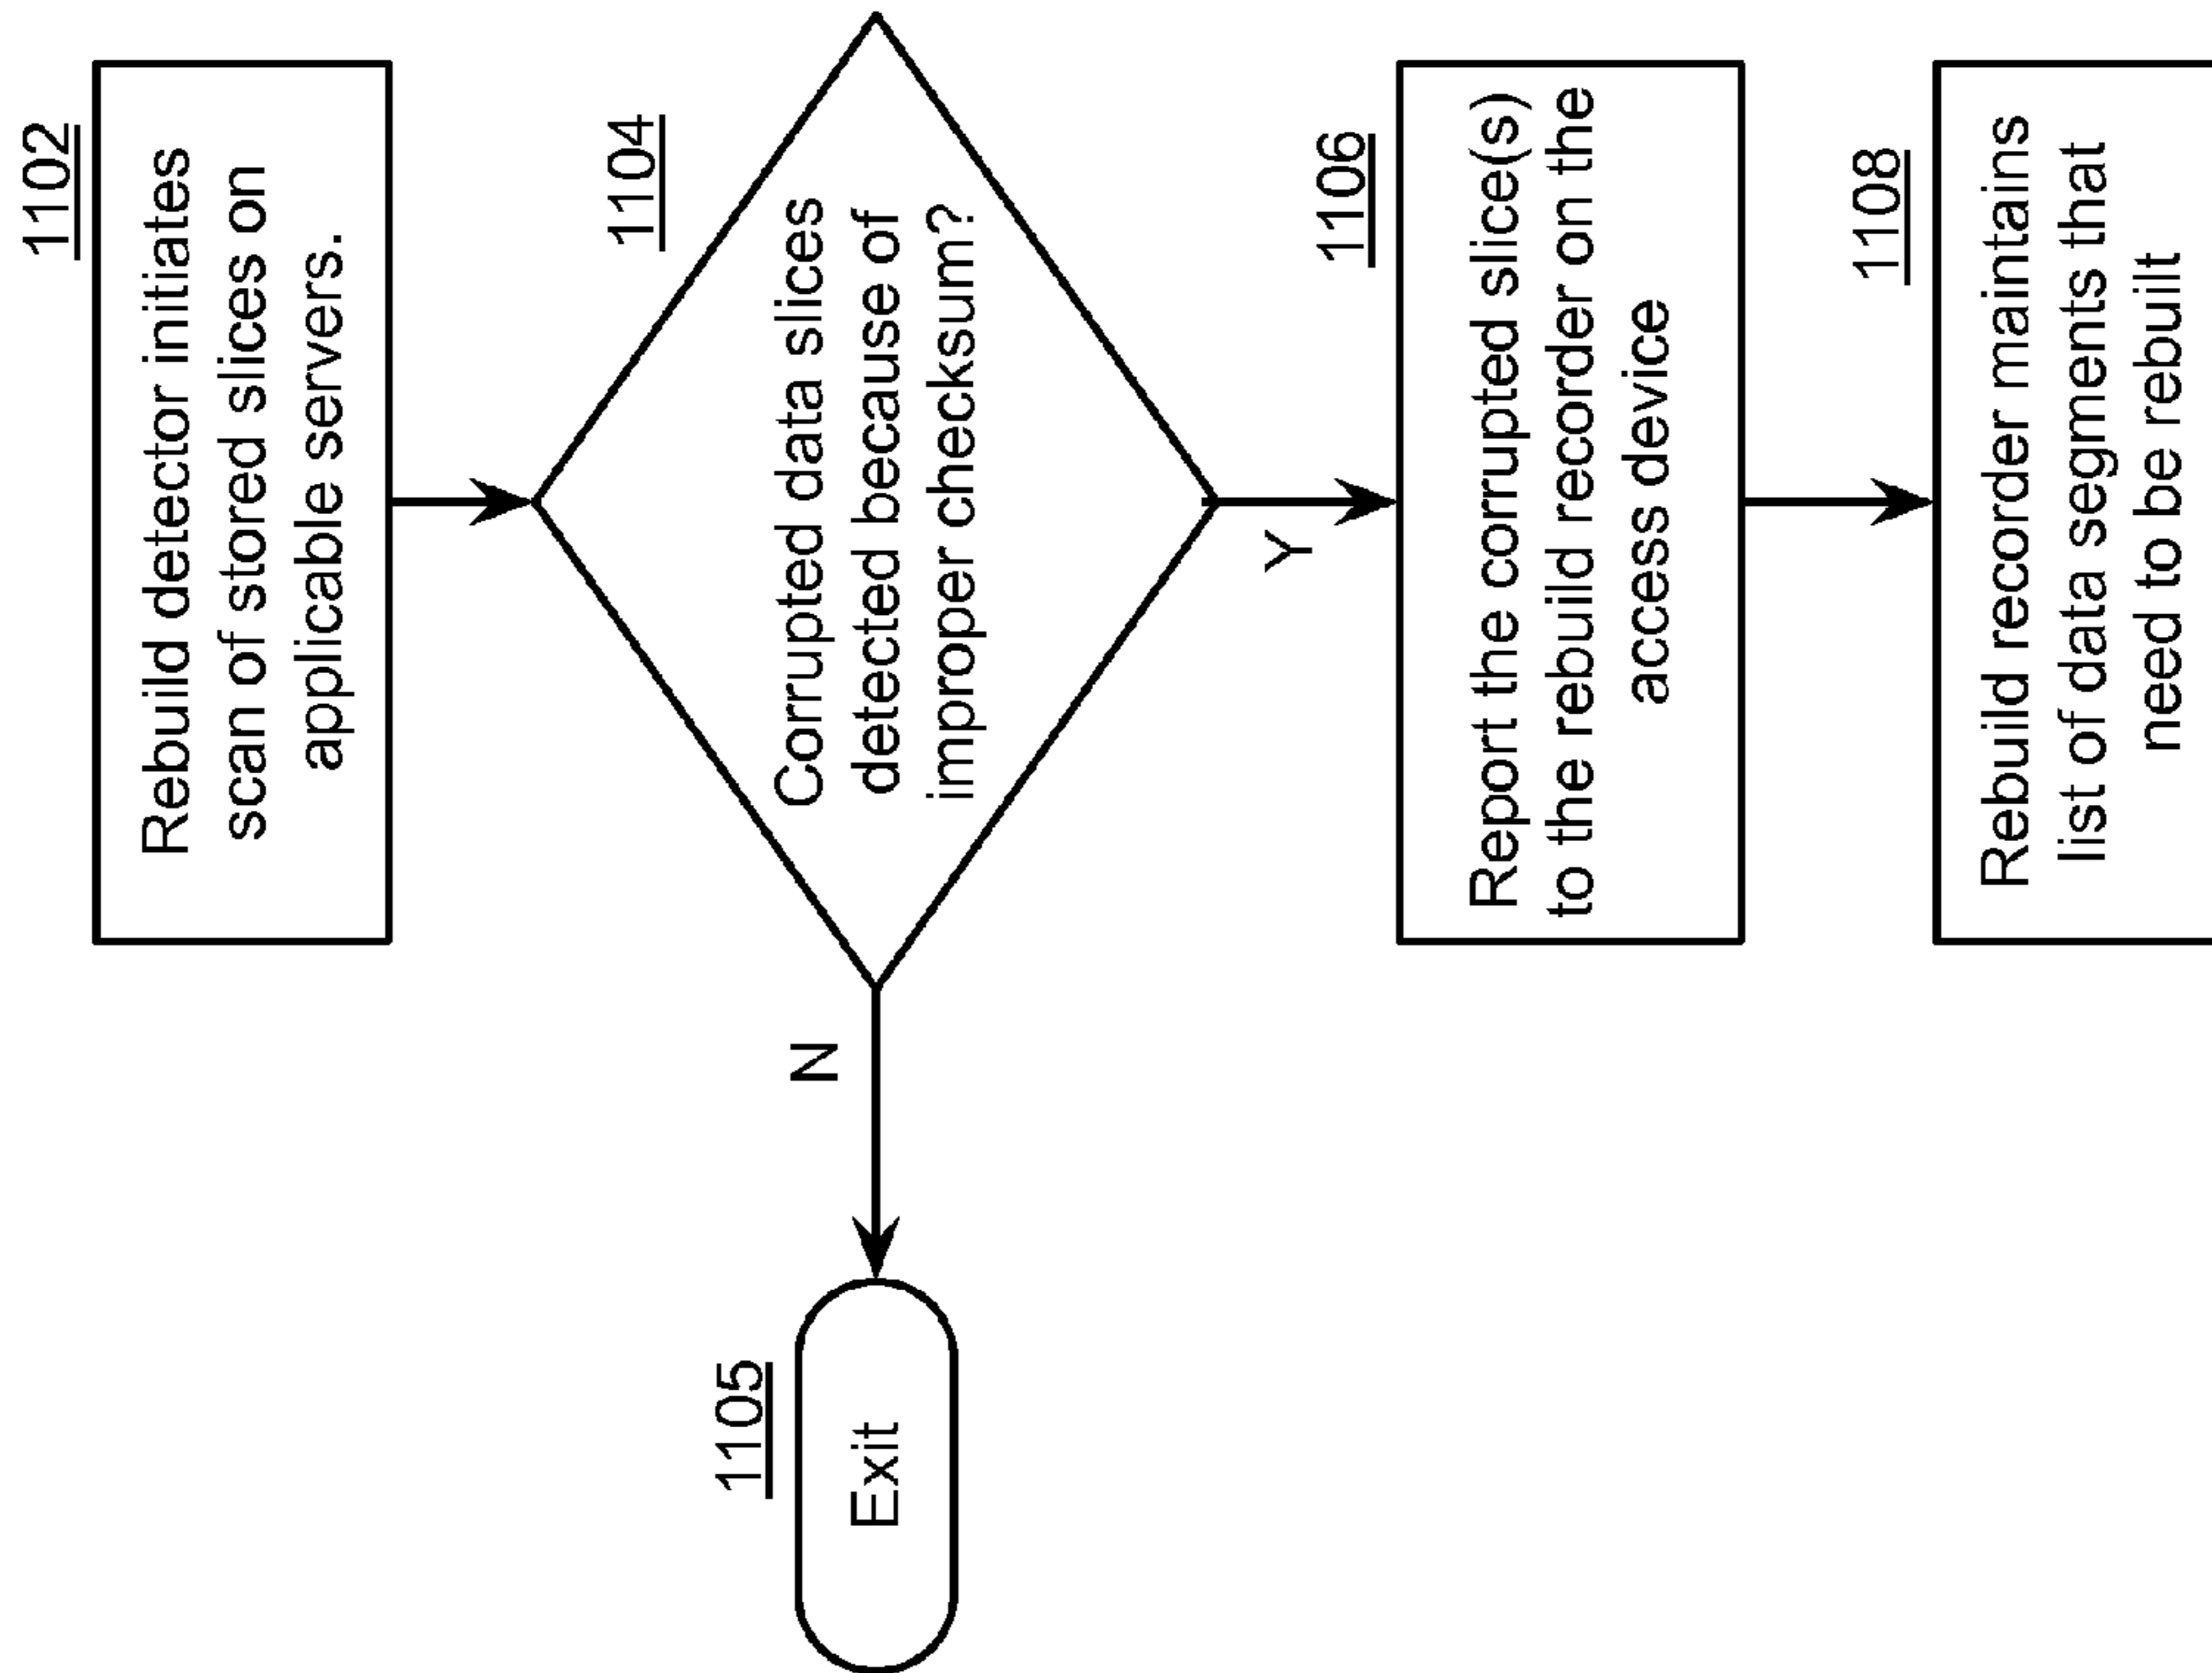 1102
Rebuild detector initiates
scan of stored slices on
applicable servers.
1104
Corrupted data slices
detected because of
improper checksum?
N
1105
Exit
Y
1106
Report the corrupted slice(s)
to the rebuild recorder on the
access device
1108
Rebuild recorder maintains
list of data segments that
need to be rebuilt